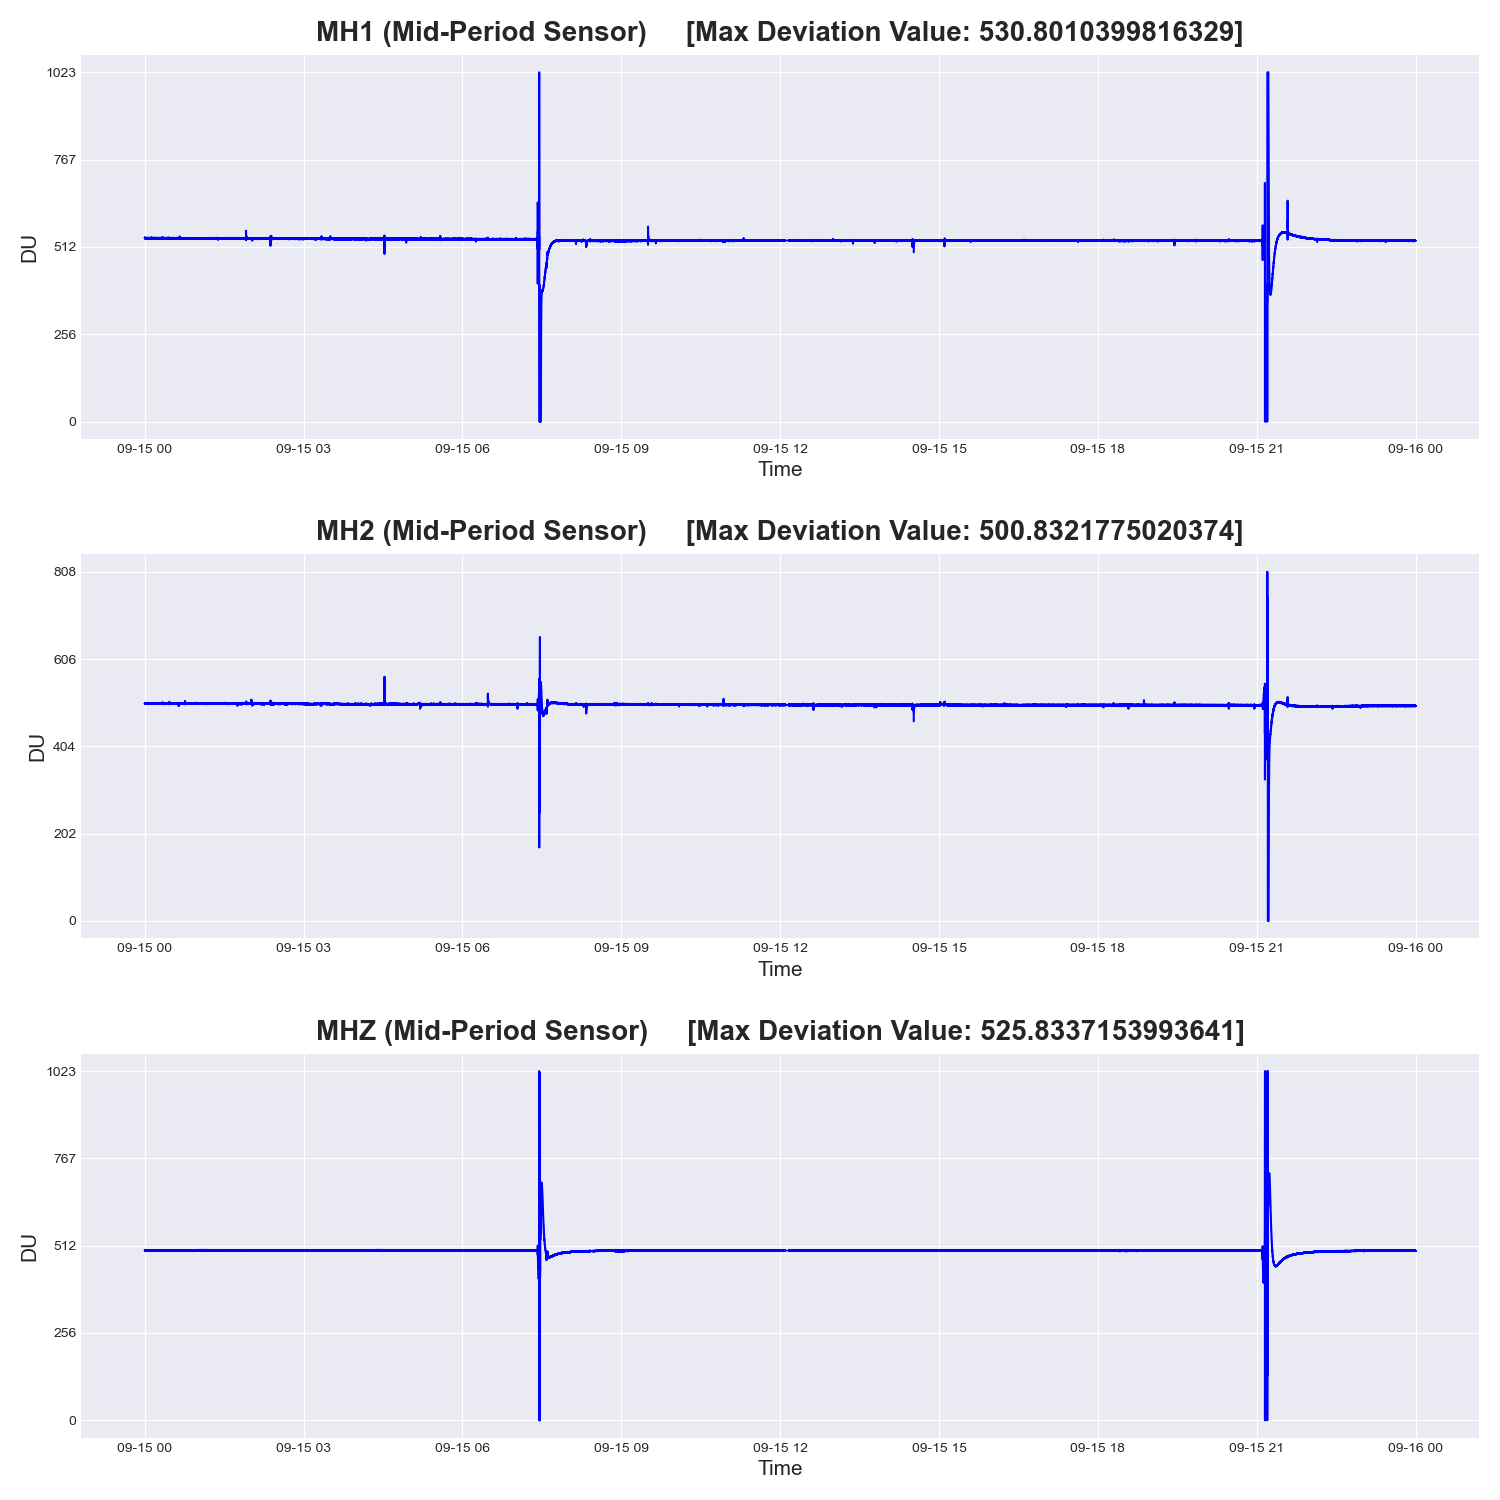 MH1 (Mid-Period Sensor) [Max Deviation Value: 530.8010399816329]
1023
767
512
256
0
DU
09-15 00 09-15 03 09-15 06 09-15 09 09-15 12 09-15 15 09-15 18 09-15 21 09-16 00
Time
MH2 (Mid-Period Sensor) [Max Deviation Value: 500.8321775020374]
808
606
404
202
0
DU
09-15 00 09-15 03 09-15 06 09-15 09 09-15 12 09-15 15 09-15 18 09-15 21 09-16 00
Time
MHZ (Mid-Period Sensor) [Max Deviation Value: 525.8337153993641]
1023
767
512
256
0
DU
09-15 00 09-15 03 09-15 06 09-15 09 09-15 12 09-15 15 09-15 18 09-15 21 09-16 00
Time